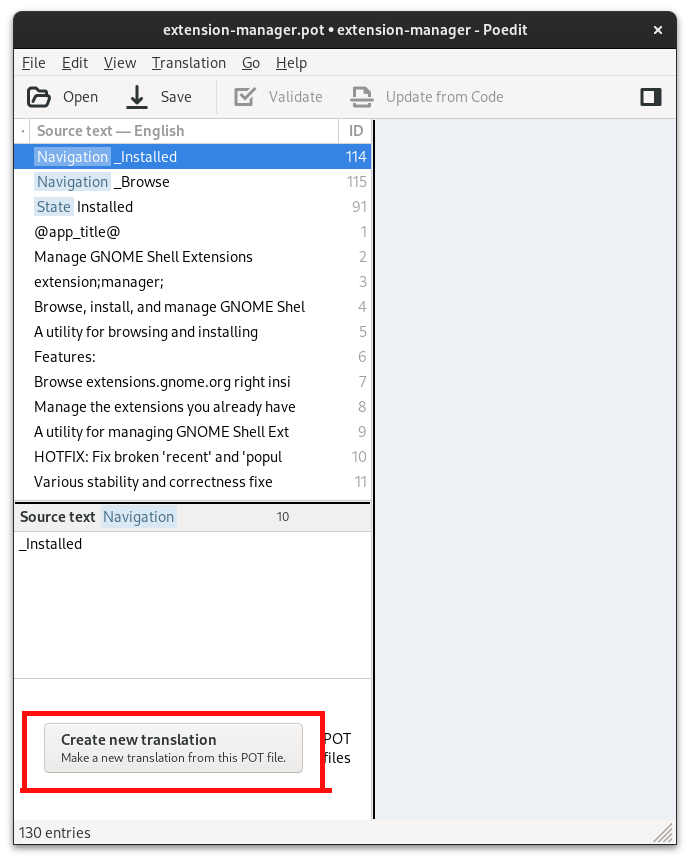 extension-manager.pot • extension-manager - Poedit
File Edit View Translation Go Help
Open Save Validate Update from Code
· Source text — English ID
Navigation _Installed 114
Navigation _Browse 115
State Installed 91
@app_title@ 1
Manage GNOME Shell Extensions 2
extension;manager; 3
Browse, install, and manage GNOME Shel 4
A utility for browsing and installing 5
Features: 6
Browse extensions.gnome.org right insi 7
Manage the extensions you already have 8
A utility for managing GNOME Shell Ext 9
HOTFIX: Fix broken 'recent' and 'popul 10
Various stability and correctness fixe 11
Source text Navigation 10
_Installed
Create new translation
Make a new translation from this POT file.
POT
files
130 entries